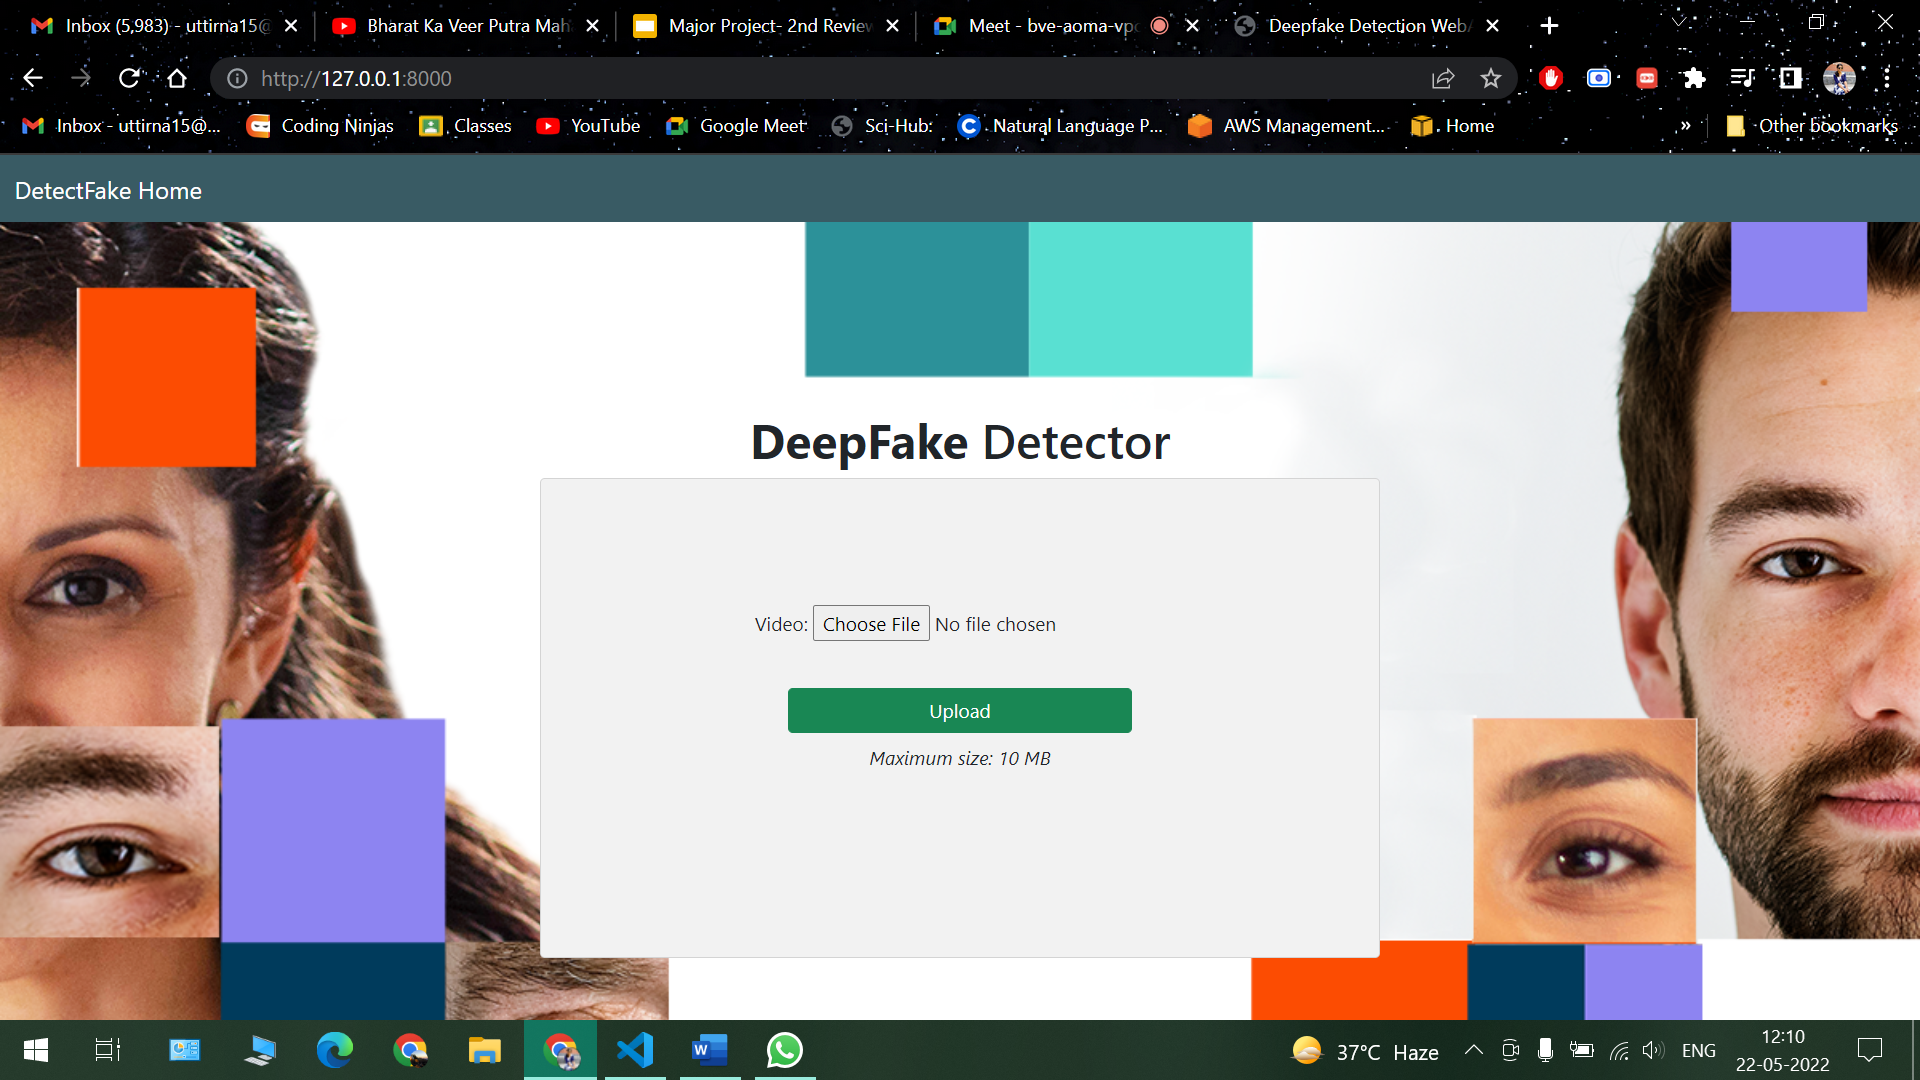 Inbox (5,983) - uttirna15@
Bharat Ka Veer Putra Mah
Major Project- 2nd Review
Meet - bve-aoma-vpc
Deepfake Detection WebA
http://127.0.0.1:8000
Inbox - uttirna15@...
Coding Ninjas
Classes
YouTube
Google Meet
Sci-Hub:
Natural Language P...
AWS Management...
Home
»
Other bookmarks
DetectFake Home
DeepFake Detector
Video: Choose File No file chosen
Upload
Maximum size: 10 MB
37°C Haze
ENG
12:10
22-05-2022